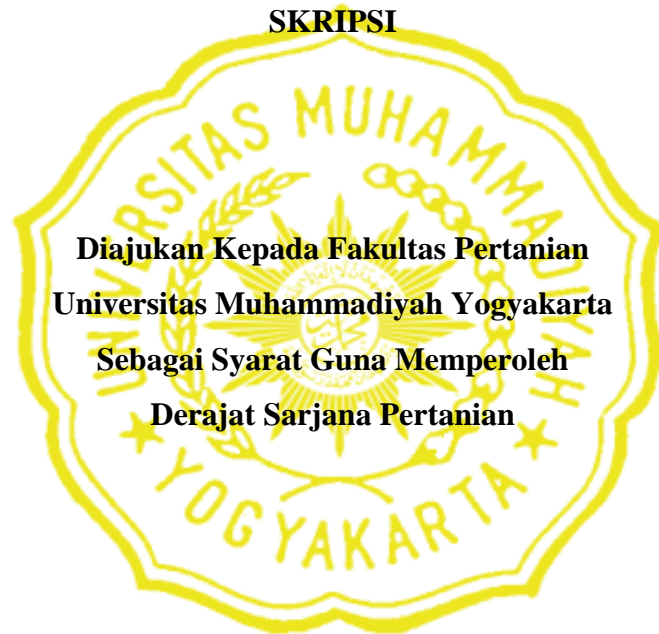 SKRIPSI
UNIVERSITAS MUHAMMADIYAH
Diajukan Kepada Fakultas Pertanian
Universitas Muhammadiyah Yogyakarta
Sebagai Syarat Guna Memperoleh
Derajat Sarjana Pertanian
★ YOGYAKARTA ★